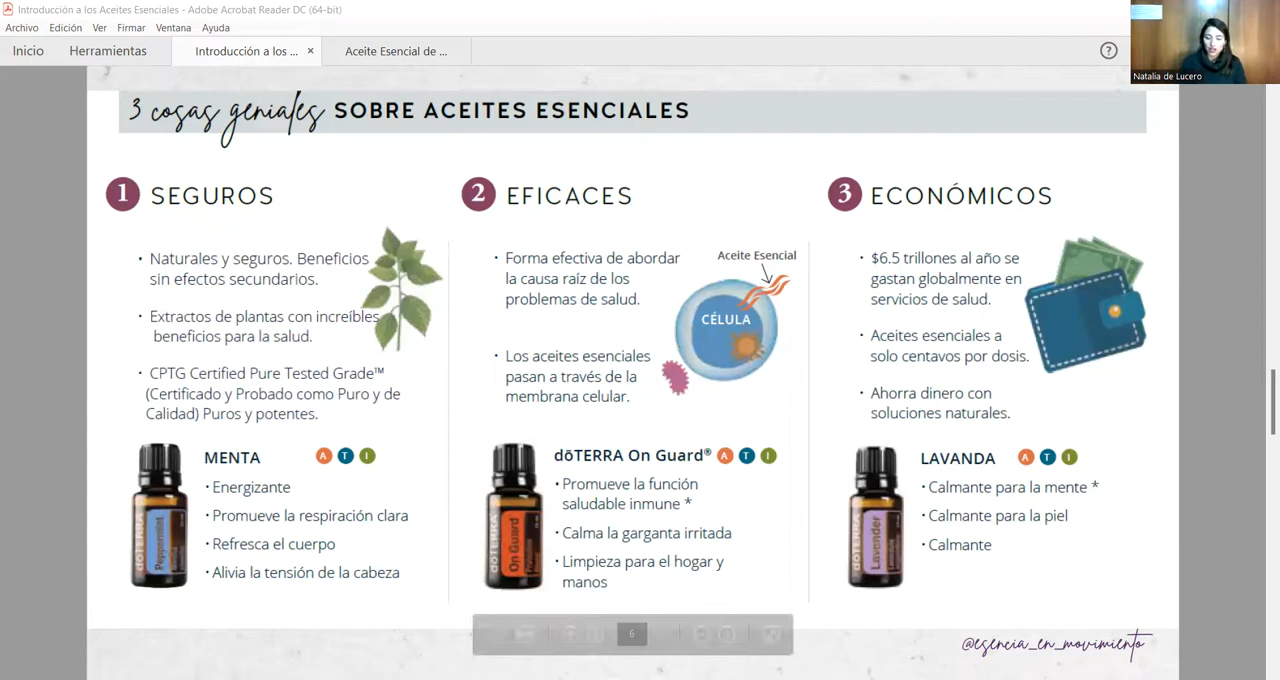 Introducción a los Aceites Esenciales - Adobe Acrobat Reader DC (64-bit)
Archivo Edición Ver Firmar Ventana Ayuda
Inicio Herramientas Introducción a los ... × Aceite Esencial de ... ?
Natalia de Lucero
3 cosas geniales SOBRE ACEITES ESENCIALES
1 SEGUROS
• Naturales y seguros. Beneficios
sin efectos secundarios.
• Extractos de plantas con increíbles
beneficios para la salud.
• CPTG Certified Pure Tested Grade™
(Certificado y Probado como Puro y de
Calidad) Puros y potentes.
MENTA A T I
• Energizante
• Promueve la respiración clara
• Refresca el cuerpo
• Alivia la tensión de la cabeza
dōTERRA
Peppermint
2 EFICACES
• Forma efectiva de abordar
la causa raíz de los
problemas de salud.
• Los aceites esenciales
pasan a través de la
membrana celular.
Aceite Esencial
CÉLULA
dōTERRA On Guard® A T I
• Promueve la función
saludable inmune *
• Calma la garganta irritada
• Limpieza para el hogar y
manos
dōTERRA
On Guard
3 ECONÓMICOS
• $6.5 trillones al año se
gastan globalmente en
servicios de salud.
• Aceites esenciales a
solo centavos por dosis.
• Ahorra dinero con
soluciones naturales.
LAVANDA A T I
• Calmante para la mente *
• Calmante para la piel
• Calmante
dōTERRA
Lavender
6
@esencia_en_movimiento